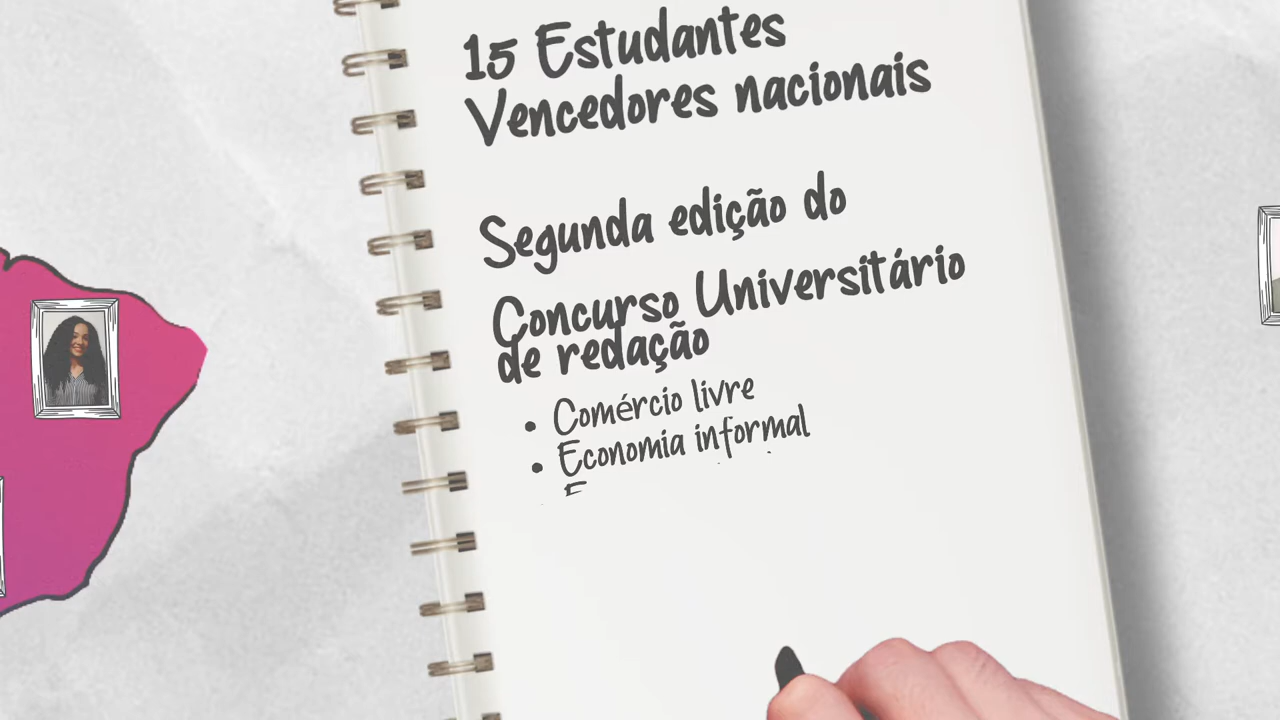 15 Estudantes
Vencedores nacionais
Segunda edição do
Concurso Universitário
de redação
• Comércio livre
• Economia informal